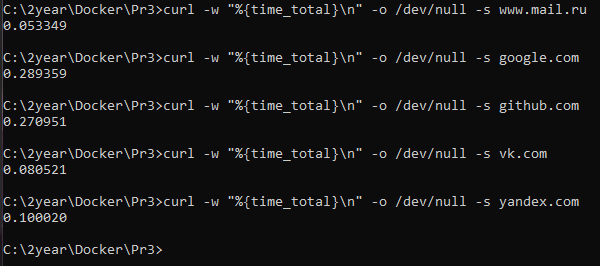 C:\2year\Docker\Pr3>curl -w "%{time_total}\n" -o /dev/null -s www.mail.ru
0.053349
C:\2year\Docker\Pr3>curl -w "%{time_total}\n" -o /dev/null -s google.com
0.289359
C:\2year\Docker\Pr3>curl -w "%{time_total}\n" -o /dev/null -s github.com
0.270951
C:\2year\Docker\Pr3>curl -w "%{time_total}\n" -o /dev/null -s vk.com
0.080521
C:\2year\Docker\Pr3>curl -w "%{time_total}\n" -o /dev/null -s yandex.com
0.100020
C:\2year\Docker\Pr3>